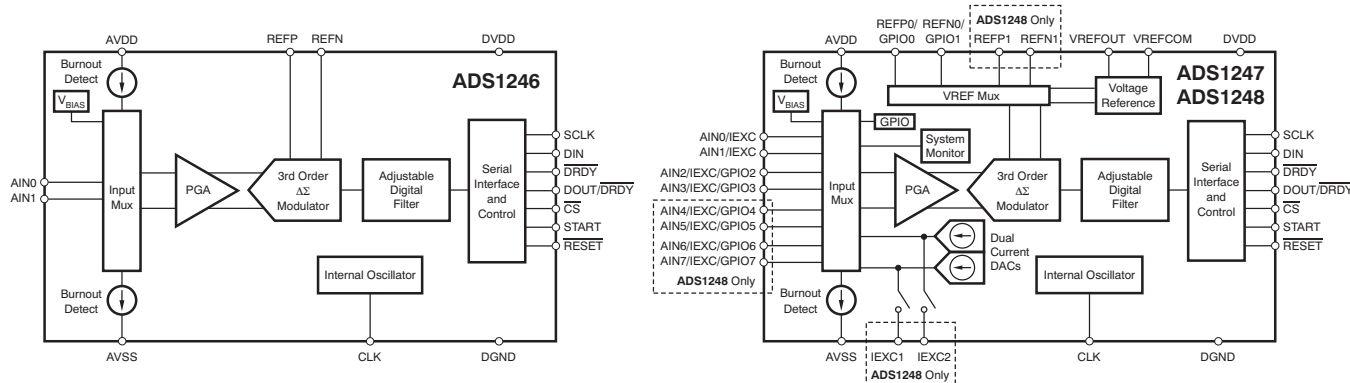 AVDD
REFP REFN
DVDD
Burnout
Detect
ADS1246
VBIAS
SCLK
DIN
DRDY
DOUT/DRDY
CS
START
RESET
AIN0
AIN1
Input
Mux
PGA
3rd Order
ΔΣ
Modulator
Adjustable
Digital
Filter
Serial
Interface
and
Control
Internal Oscillator
Burnout
Detect
AVSS
CLK
DGND
ADS1248 Only
AVDD
REFP0/
GPIO0
REFN0/
GPIO1
REFP1 REFN1
VREFOUT VREFCOM
DVDD
Burnout
Detect
ADS1247
ADS1248
VREF Mux
Voltage
Reference
VBIAS
GPIO
System
Monitor
AIN0/IEXC
AIN1/IEXC
AIN2/IEXC/GPIO2
AIN3/IEXC/GPIO3
AIN4/IEXC/GPIO4
AIN5/IEXC/GPIO5
AIN6/IEXC/GPIO6
AIN7/IEXC/GPIO7
ADS1248 Only
Input
Mux
PGA
3rd Order
ΔΣ
Modulator
Adjustable
Digital
Filter
Serial
Interface
and
Control
SCLK
DIN
DRDY
DOUT/DRDY
CS
START
RESET
Dual
Current
DACs
Internal Oscillator
Burnout
Detect
AVSS
IEXC1 IEXC2
ADS1248 Only
CLK
DGND